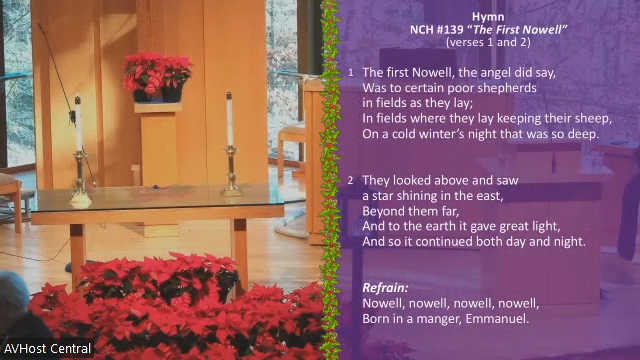 Hymn
NCH #139 “The First Nowell”
(verses 1 and 2)
1 The first Nowell, the angel did say,
Was to certain poor shepherds
in fields as they lay;
In fields where they lay keeping their sheep,
On a cold winter’s night that was so deep.
2 They looked above and saw
a star shining in the east,
Beyond them far,
And to the earth it gave great light,
And so it continued both day and night.
Refrain:
Nowell, nowell, nowell, nowell,
Born in a manger, Emmanuel.
AVHost Central